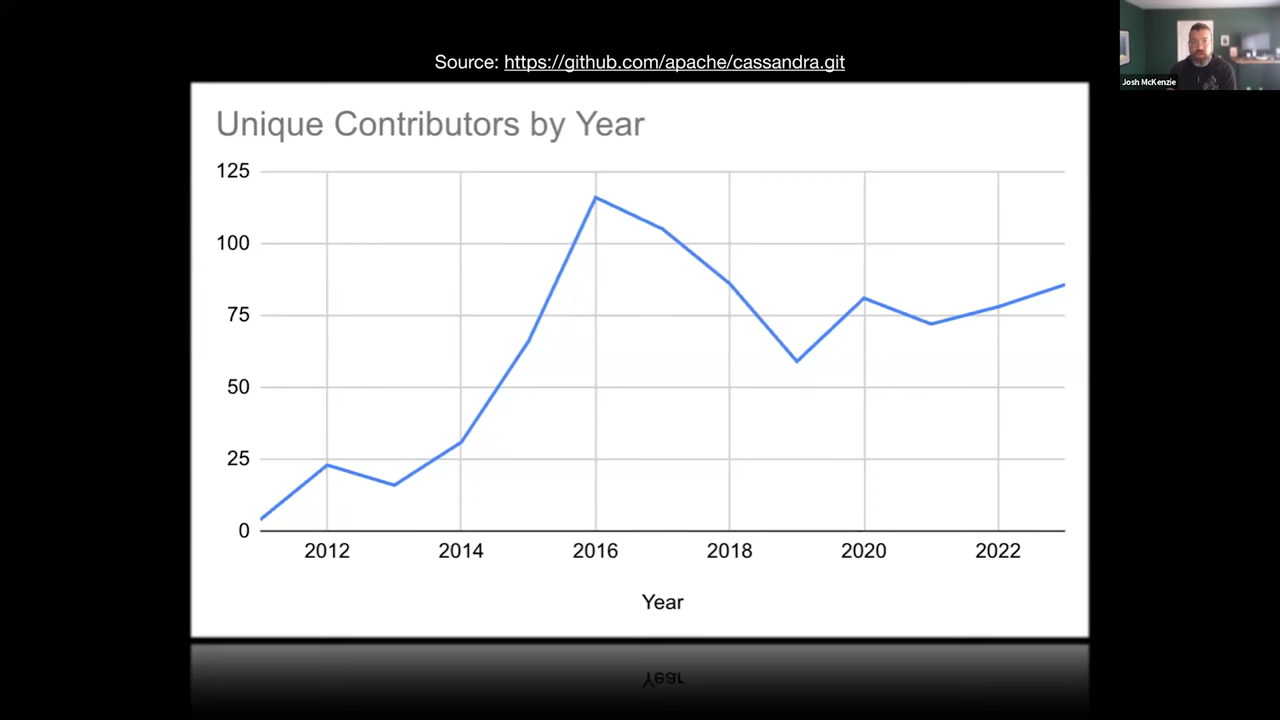 Source: https://github.com/apache/cassandra.git
Josh McKenzie
Unique Contributors by Year
125
100
75
50
25
0
2012 2014 2016 2018 2020 2022
Year
Year